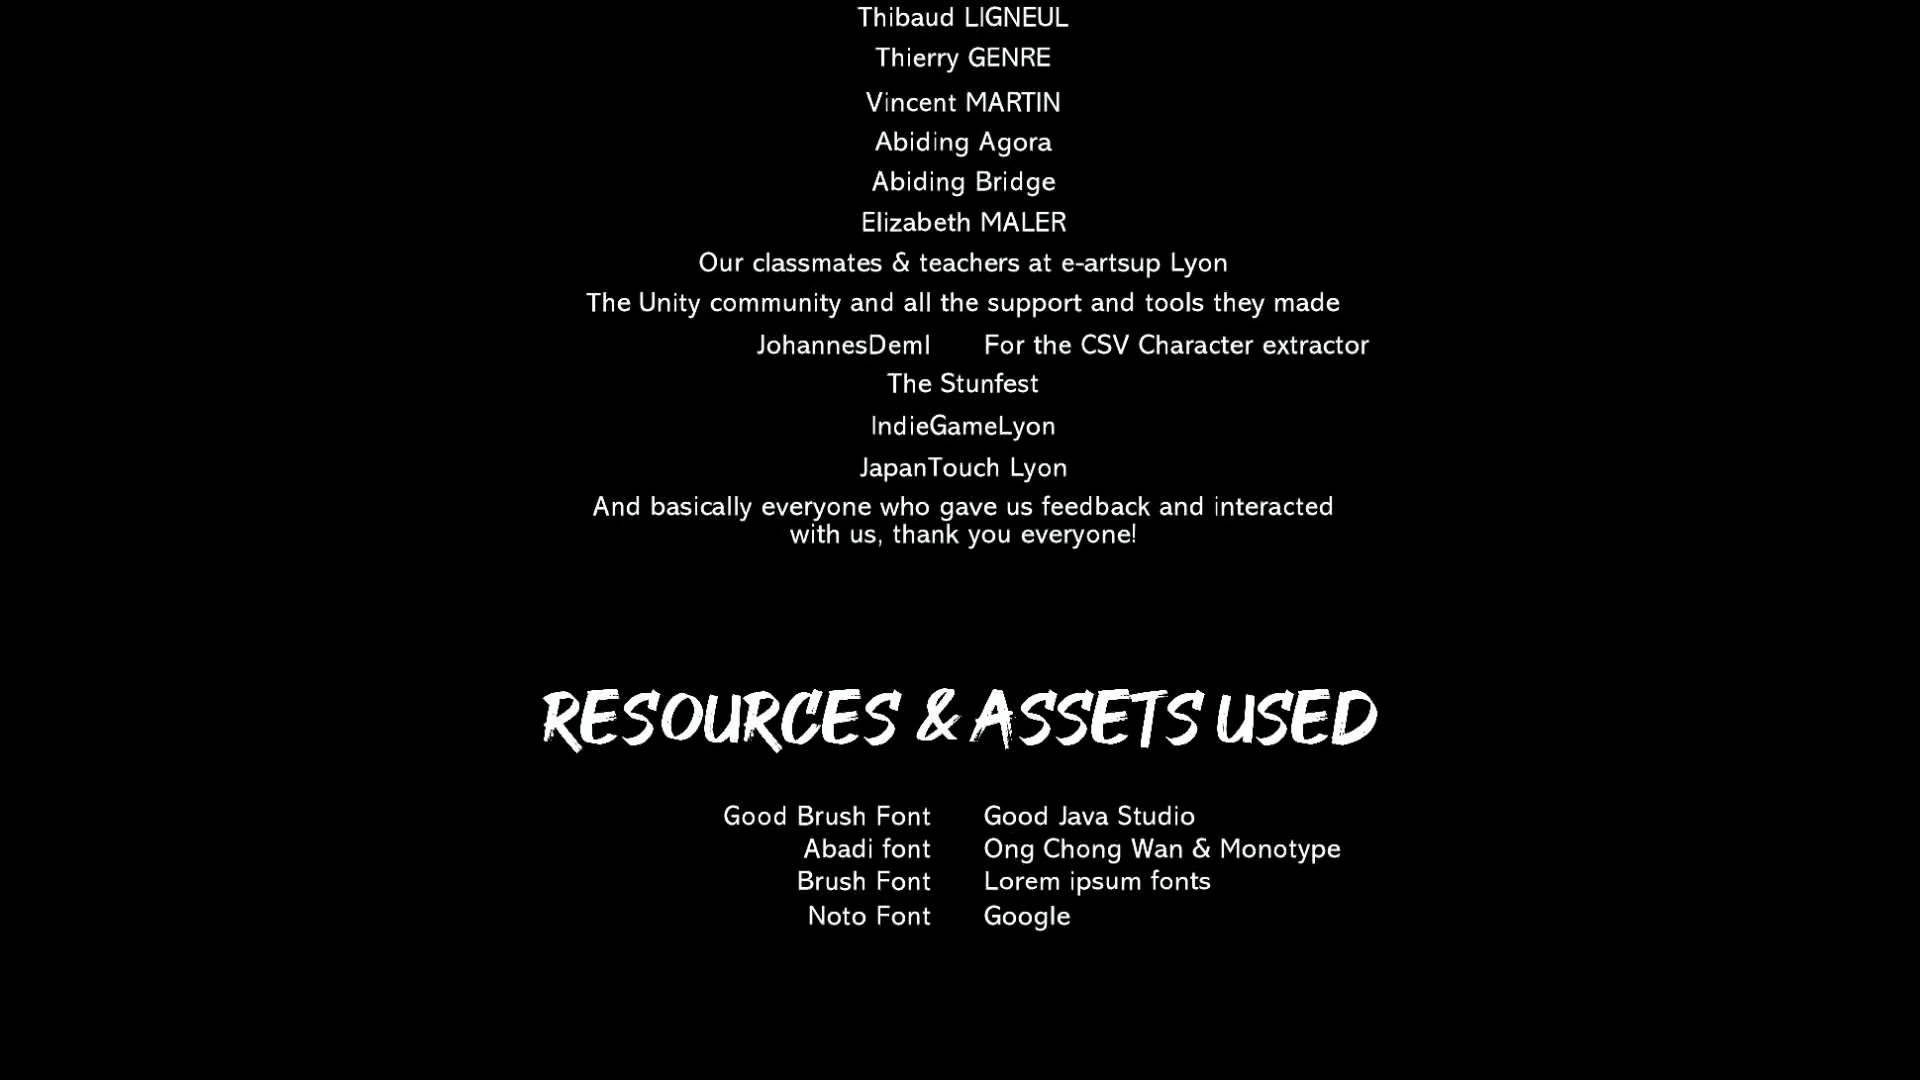 Thibaud LIGNEUL
Thierry GENRE
Vincent MARTIN
Abiding Agora
Abiding Bridge
Elizabeth MALER
Our classmates & teachers at e-artsup Lyon
The Unity community and all the support and tools they made
JohannesDeml For the CSV Character extractor
The Stunfest
IndieGameLyon
JapanTouch Lyon
And basically everyone who gave us feedback and interacted
with us, thank you everyone!
RESOURCES & ASSETS USED
Good Brush Font Good Java Studio
Abadi font Ong Chong Wan & Monotype
Brush Font Lorem ipsum fonts
Noto Font Google